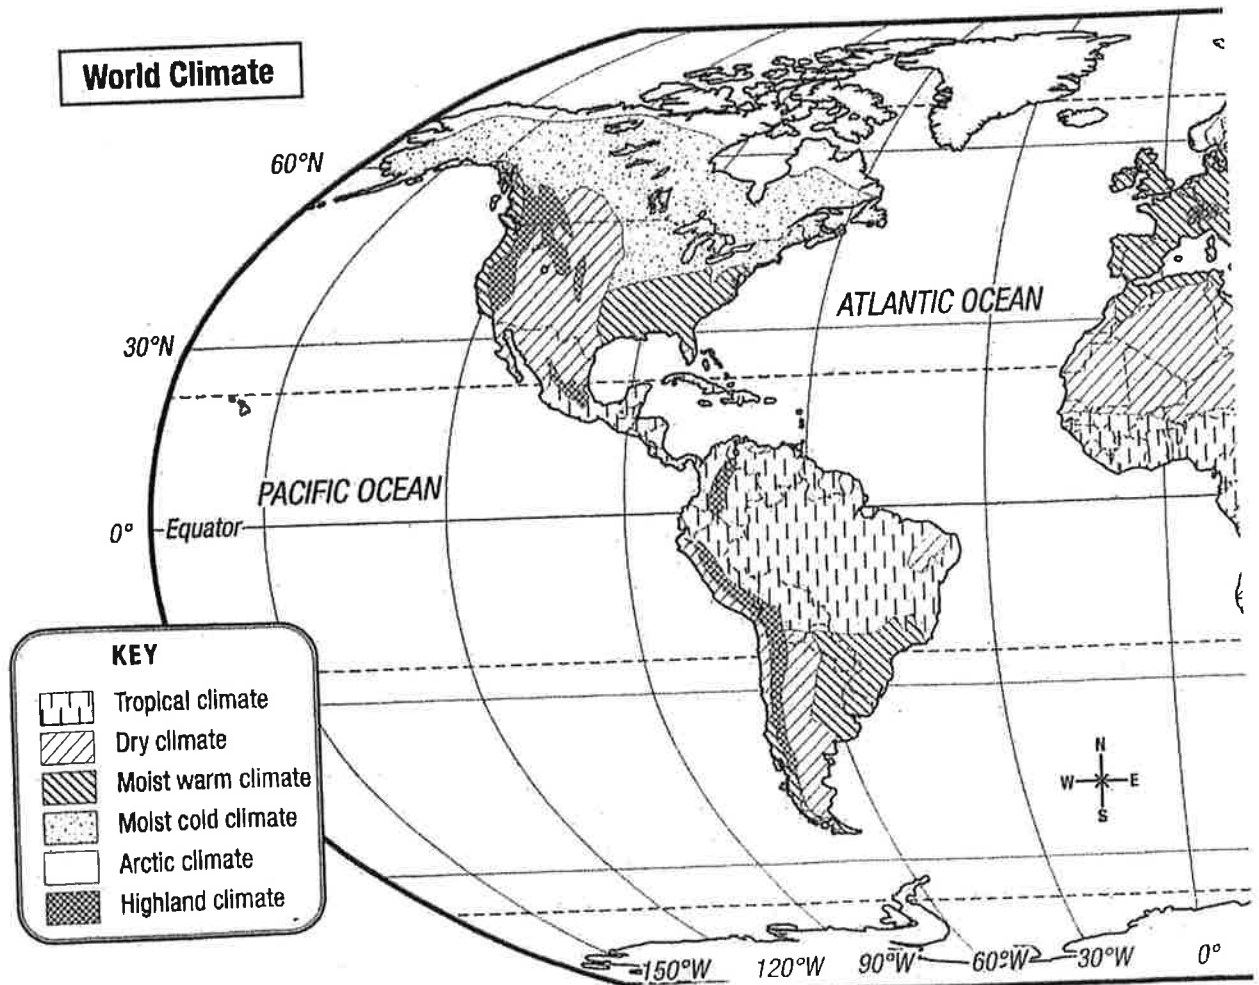 World Climate
60°N
ATLANTIC OCEAN
30°N
PACIFIC OCEAN
0°
Equator
KEY
Tropical climate
Dry climate
Moist warm climate
Moist cold climate
Arctic climate
Highland climate
N
W E
S
150°W 120°W 90°W 60°W 30°W 0°